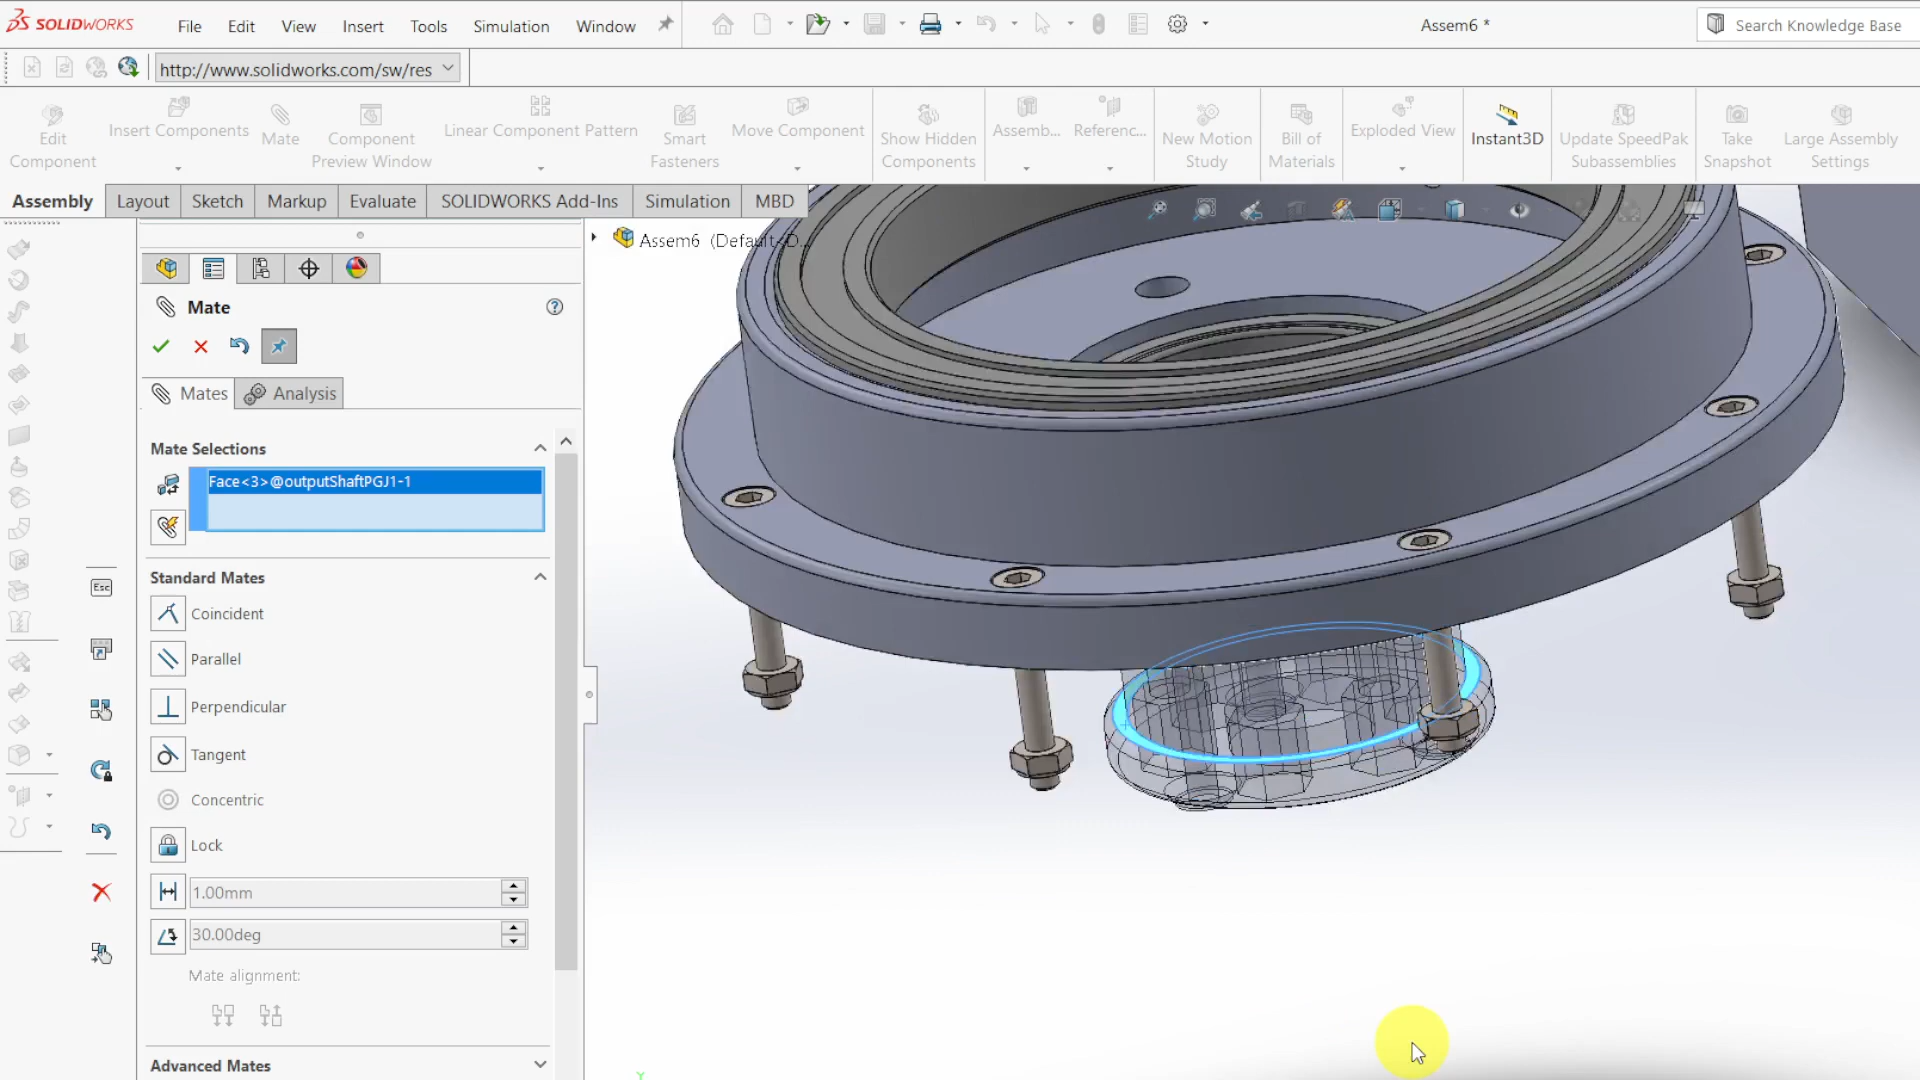 SOLIDWORKS File Edit View Insert Tools Simulation Window Assem6 * Search Knowledge Base
http://www.solidworks.com/sw/res
Edit Component
Insert Components
Mate
Component Preview Window
Linear Component Pattern
Smart Fasteners
Move Component
Show Hidden Components
Assemb...
Referenc...
New Motion Study
Bill of Materials
Exploded View
Instant3D
Update SpeedPak Subassemblies
Take Snapshot
Large Assembly Settings
Assembly Layout Sketch Markup Evaluate SOLIDWORKS Add-Ins Simulation MBD
Assem6 (Default<D...
Mate
Mates Analysis
Mate Selections
Face<3>@outputShaftPGJ1-1
Standard Mates
Coincident
Esc
Parallel
Perpendicular
Tangent
Concentric
Lock
1.00mm
30.00deg
Mate alignment:
Advanced Mates
Y